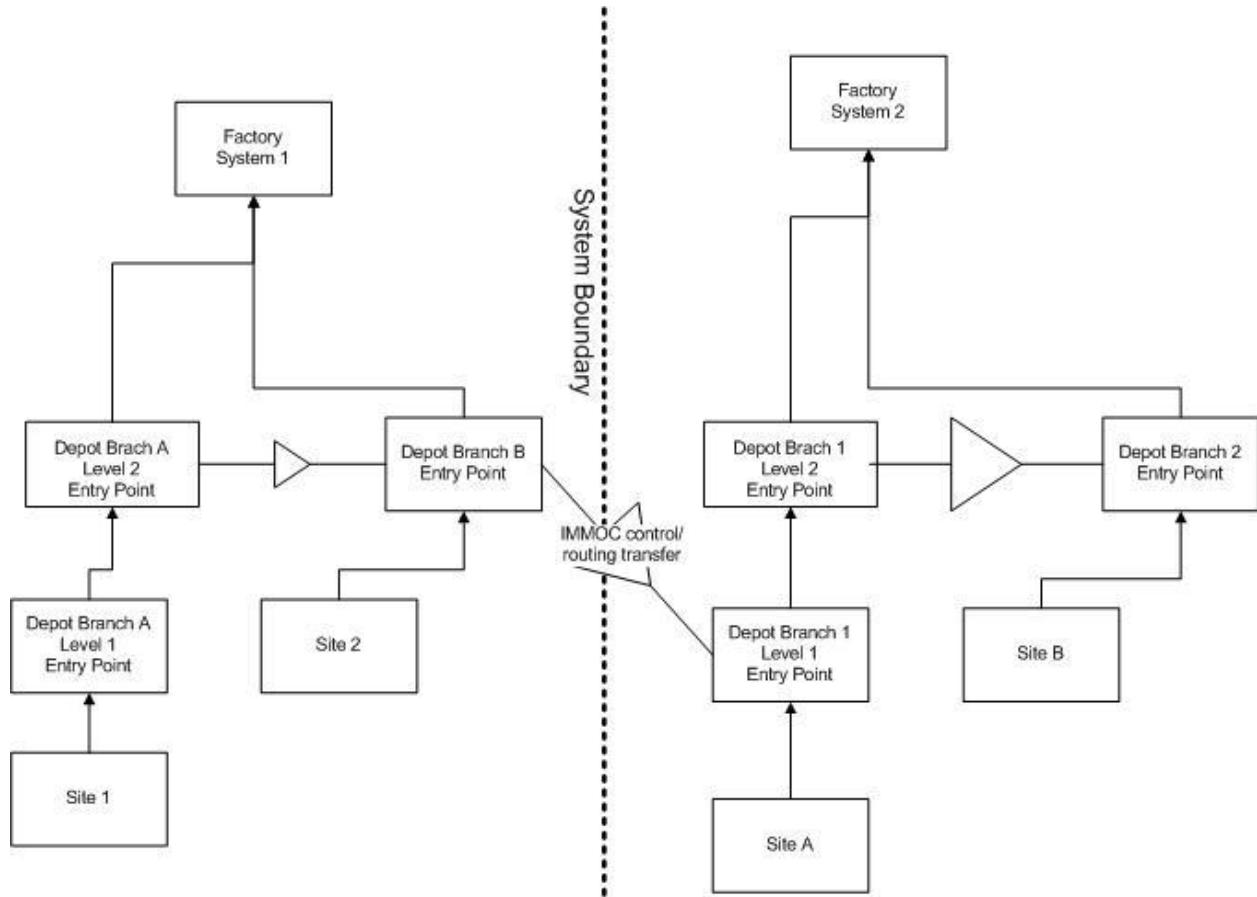 Factory
System 1
Factory
System 2
System Boundary
Depot Brach A
Level 2
Entry Point
Depot Branch B
Entry Point
Depot Brach 1
Level 2
Entry Point
Depot Branch 2
Entry Point
IMMOC control/
routing transfer
Depot Branch A
Level 1
Entry Point
Site 2
Depot Branch 1
Level 1
Entry Point
Site B
Site 1
Site A